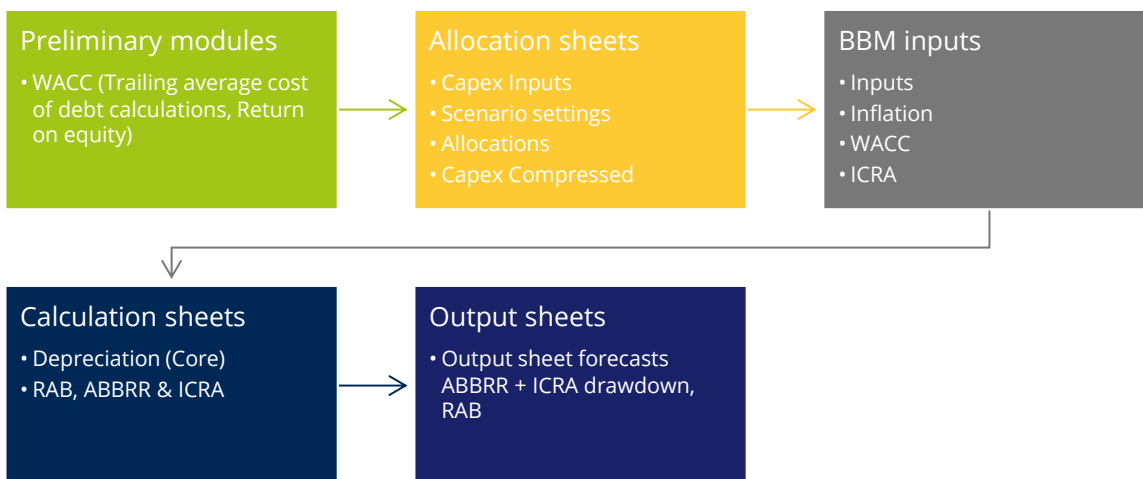 Preliminary modules
• WACC (Trailing average cost
of debt calculations, Return
on equity)
Allocation sheets
• Capex Inputs
• Scenario settings
• Allocations
• Capex Compressed
BBM inputs
• Inputs
• Inflation
• WACC
• ICRA
Calculation sheets
• Depreciation (Core)
• RAB, ABBRR & ICRA
Output sheets
• Output sheet forecasts
ABBRR + ICRA drawdown,
RAB